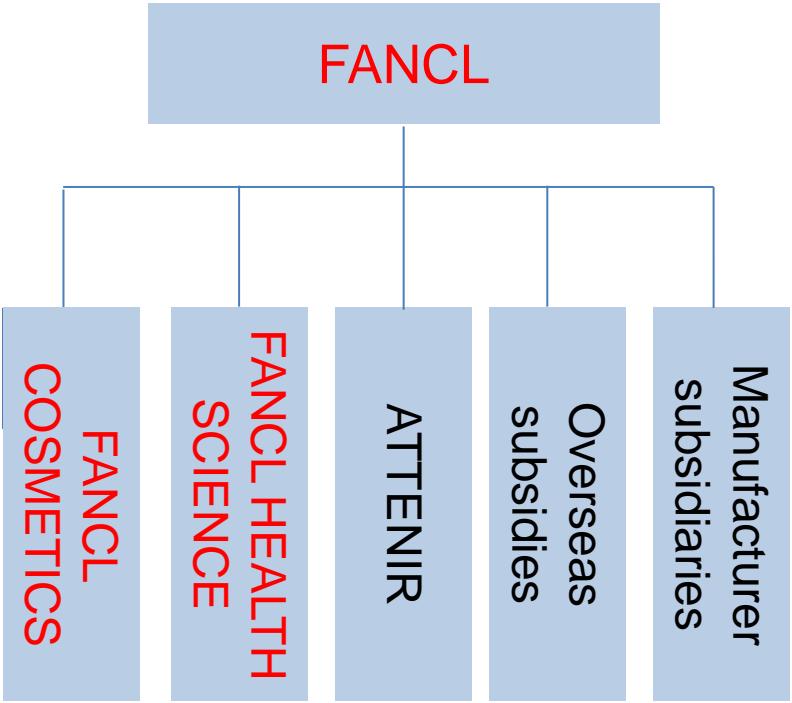 FANCL
FANCL
COSMETICS
FANCL HEALTH
SCIENCE
ATTENIR
Overseas
subsidies
Manufacturer
subsidiaries